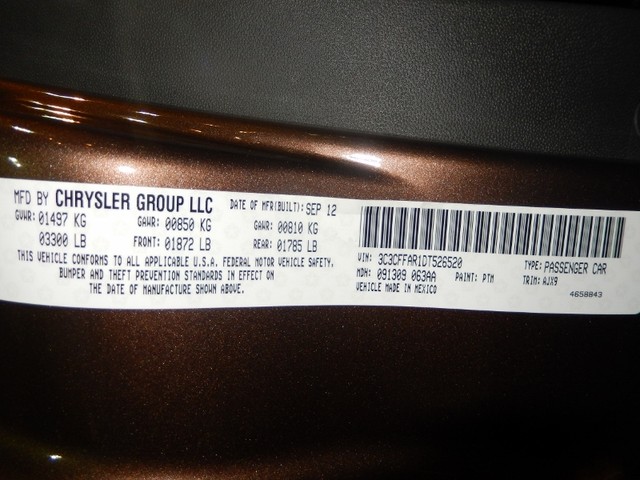 MFD BY CHRYSLER GROUP LLC DATE OF MFR(BUILT): SEP 12
GVWR: 01497 KG GAWR: 00850 KG GAWR: 00810 KG
03300 LB FRONT: 01872 LB REAR: 01785 LB
THIS VEHICLE CONFORMS TO ALL APPLICABLE U.S.A. FEDERAL MOTOR VEHICLE SAFETY,
BUMPER AND THEFT PREVENTION STANDARDS IN EFFECT ON
THE DATE OF MANUFACTURE SHOWN ABOVE.
VIN: 3C3CFFAR1DT526520 TYPE: PASSENGER CAR
MDH: 091309 063AA PAINT: PTM TRIM: AJX9
VEHICLE MADE IN MEXICO 4658843